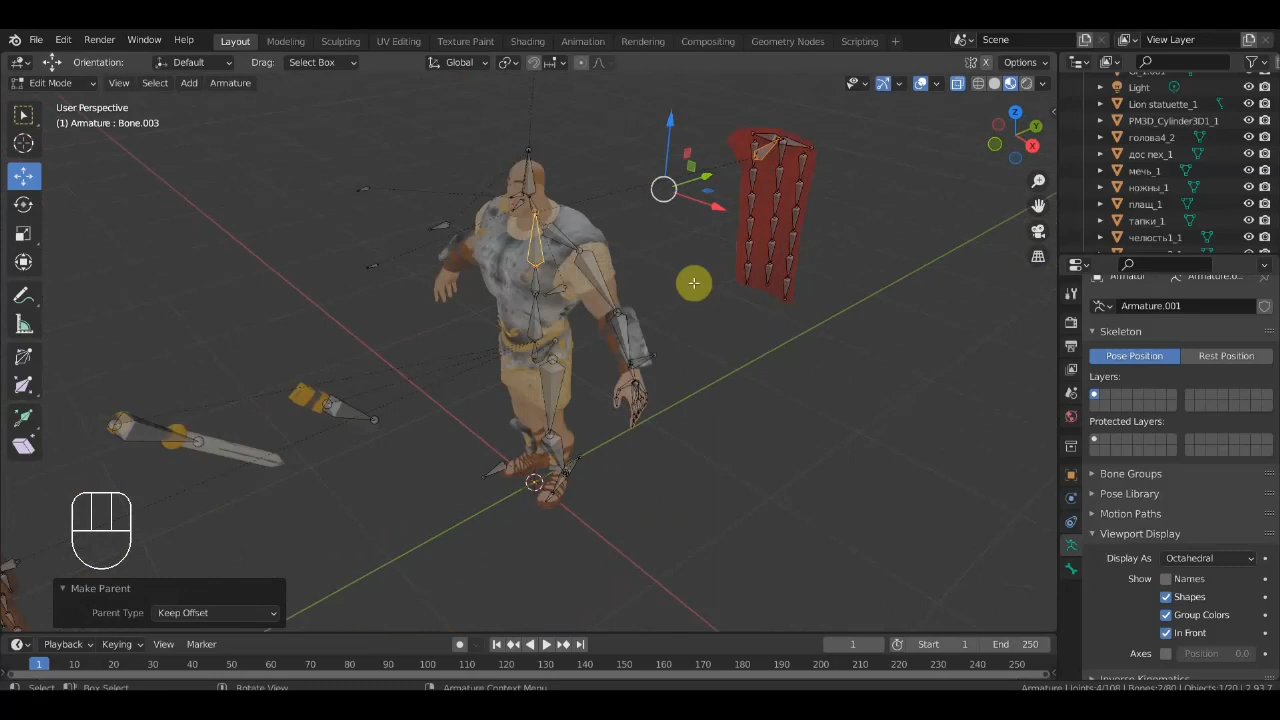 File Edit Render Window Help Layout Modeling Sculpting UV Editing Texture Paint Shading Animation Rendering Compositing Geometry Nodes Scripting + Scene View Layer
Orientation: Default Drag: Select Box Global Options
Edit Mode View Select Add Armature
User Perspective
(1) Armature : Bone.003
Z
Y
X
Light
Lion statuette_1
PM3D_Cylinder3D1_1
голова4_2
дос пех_1
мечь_1
ножны_1
плащ_1
тапки_1
челюсть1_1
Armature.001
Skeleton
Pose Position Rest Position
Layers:
Protected Layers:
Bone Groups
Pose Library
Motion Paths
Viewport Display
Display As Octahedral
Show Names
Shapes
Group Colors
In Front
Axes Position 0.0
Make Parent
Parent Type Keep Offset
Playback Keying View Marker 1 Start 1 End 250
1 10 20 30 40 50 60 70 80 90 100 110 120 130 140 150 160 170 180 190 200 210 220 230 240 250
Select Box Select Rotate View Armature Context Menu